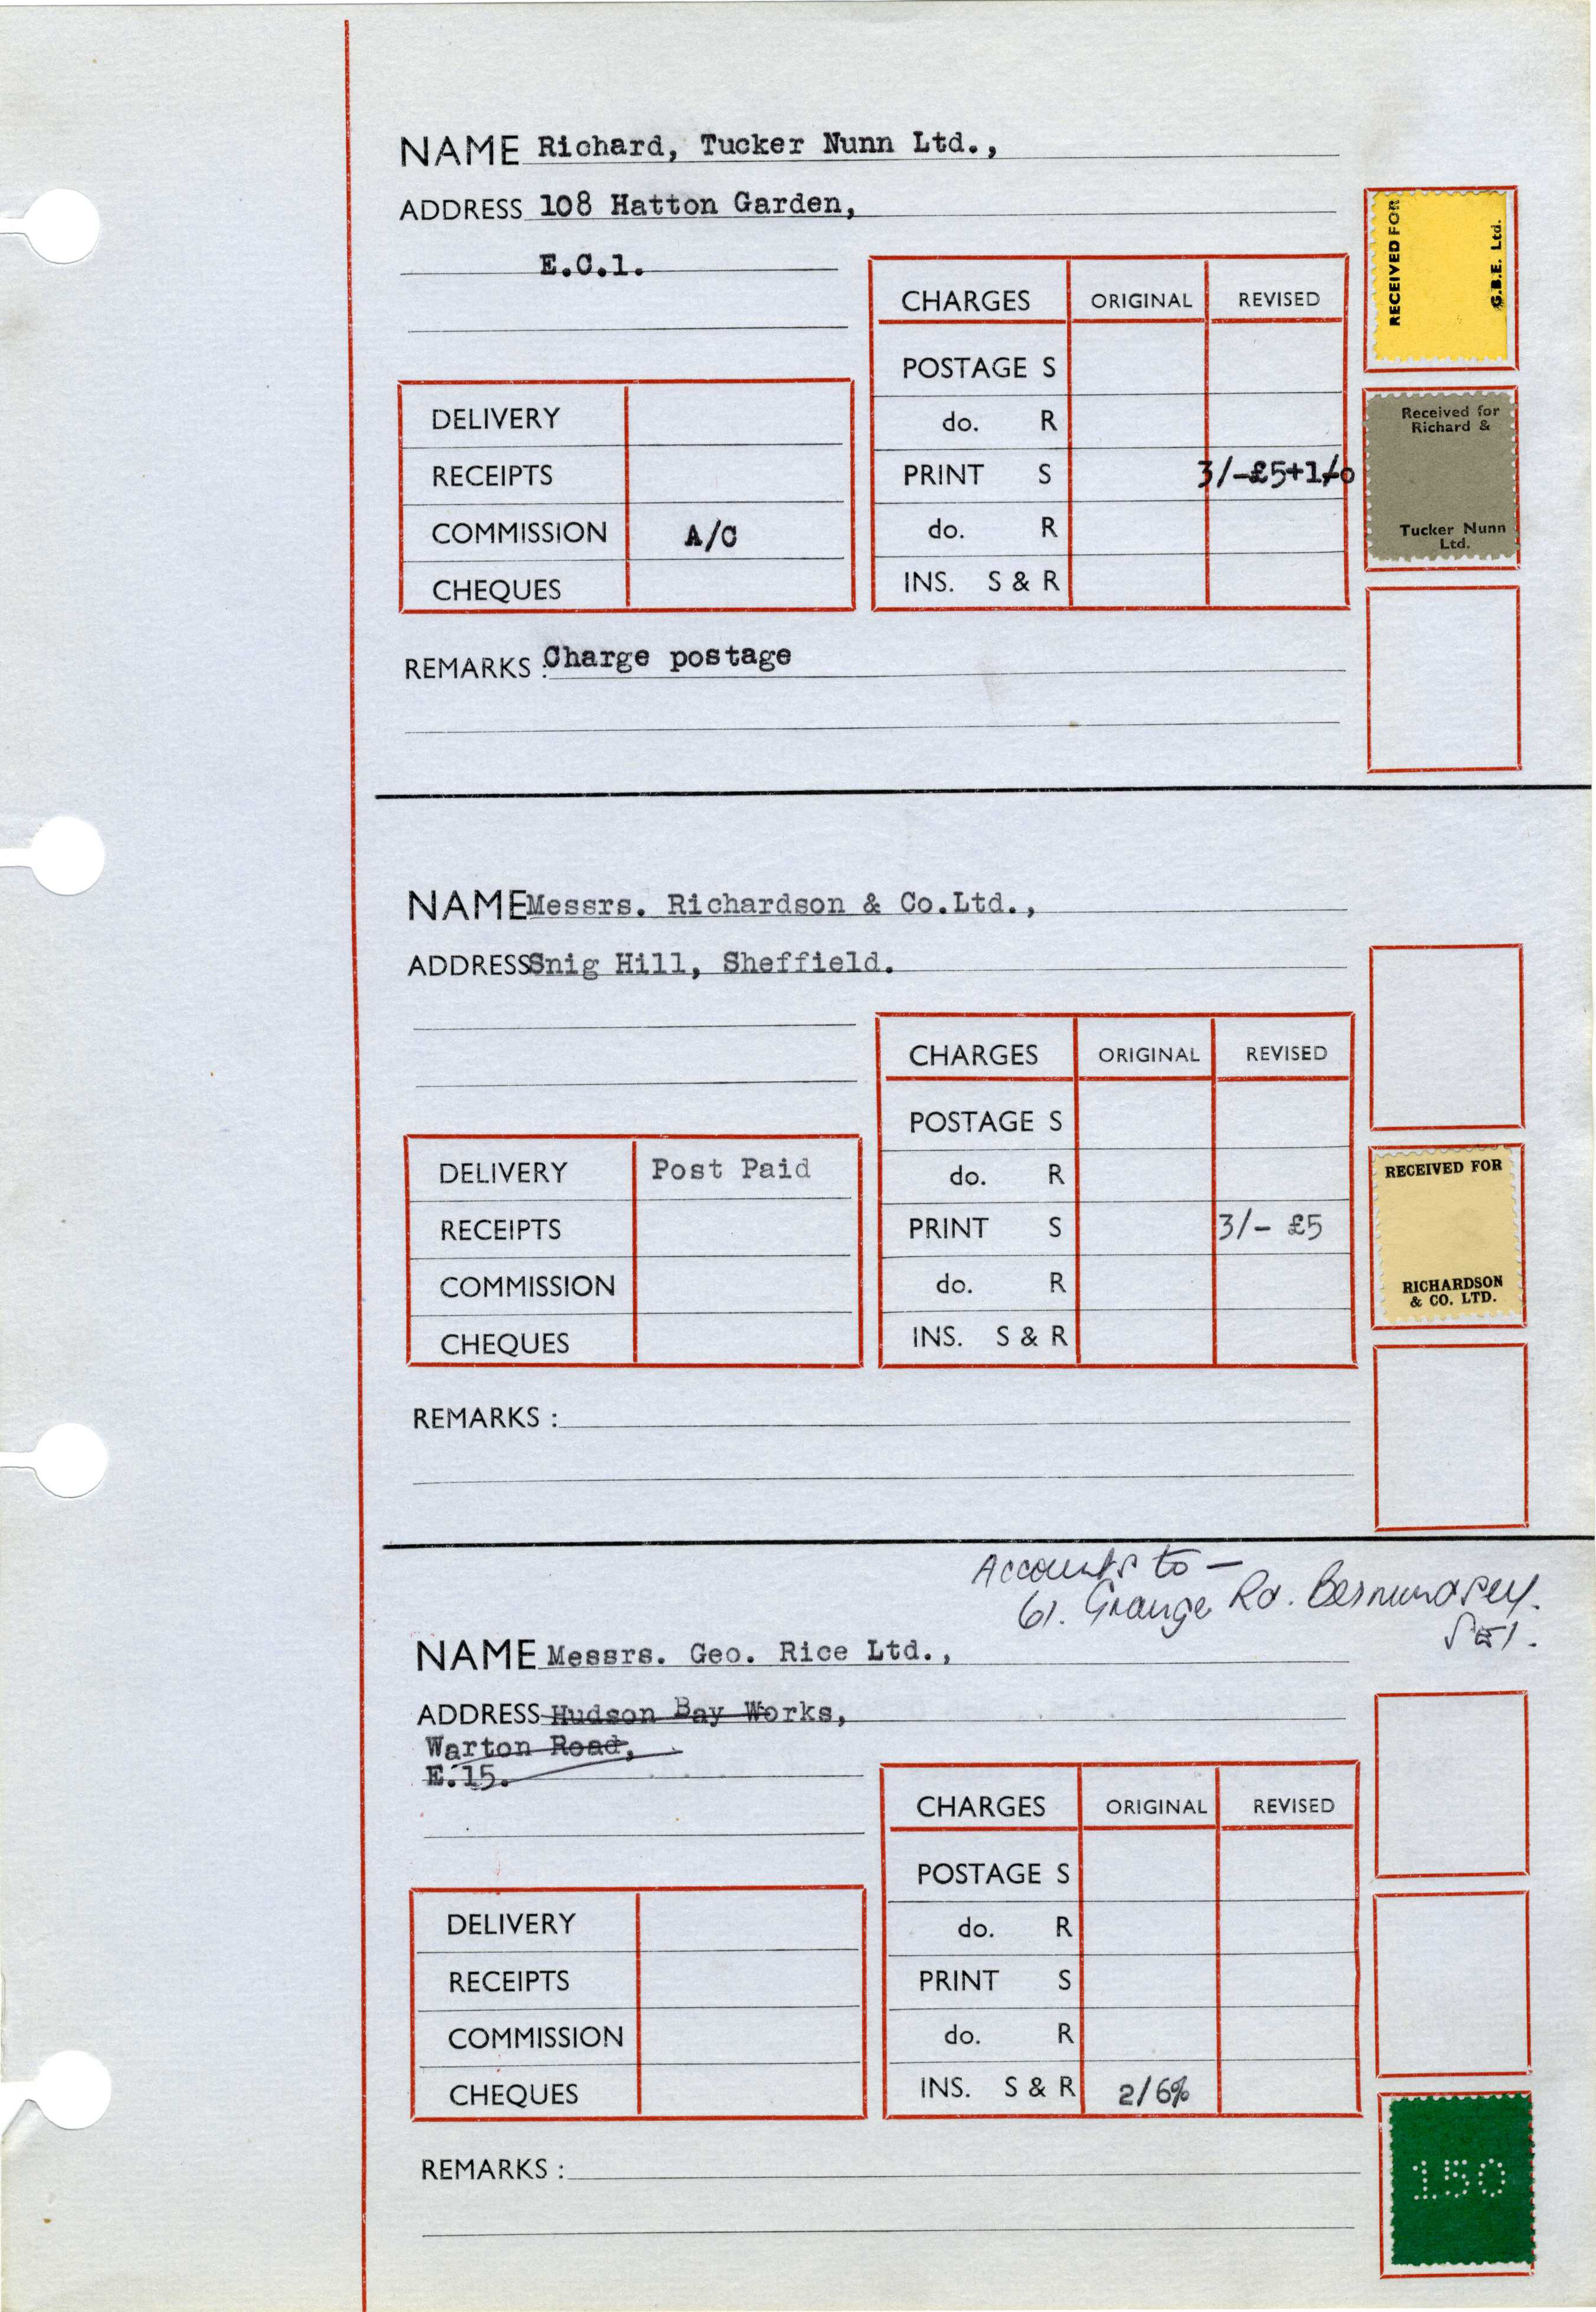 NAME Richard, Tucker Nunn Ltd.,
ADDRESS 108 Hatton Garden,
E.C.1.
RECEIVED FOR
G.B.E. Ltd.
CHARGES ORIGINAL REVISED
POSTAGE S
do. R
PRINT S 3/-£5+1/-0
do. R
INS. S & R
DELIVERY
RECEIPTS
COMMISSION A/C
CHEQUES
Received for
Richard &
Tucker Nunn
Ltd.
REMARKS : Charge postage
NAME Messrs. Richardson & Co.Ltd.,
ADDRESS Snig Hill, Sheffield.
CHARGES ORIGINAL REVISED
POSTAGE S
do. R
PRINT S 3/- £5
do. R
INS. S & R
DELIVERY Post Paid
RECEIPTS
COMMISSION
CHEQUES
RECEIVED FOR
RICHARDSON
& CO. LTD.
REMARKS :
Accounts to –
61. Grange Rd. Bermondsey.
SE1.
NAME Messrs. Geo. Rice Ltd.,
ADDRESS Hudson Bay Works,
Warton Road,
E.15.
CHARGES ORIGINAL REVISED
POSTAGE S
do. R
PRINT S
do. R
INS. S & R 2/6%
DELIVERY
RECEIPTS
COMMISSION
CHEQUES
REMARKS :
150